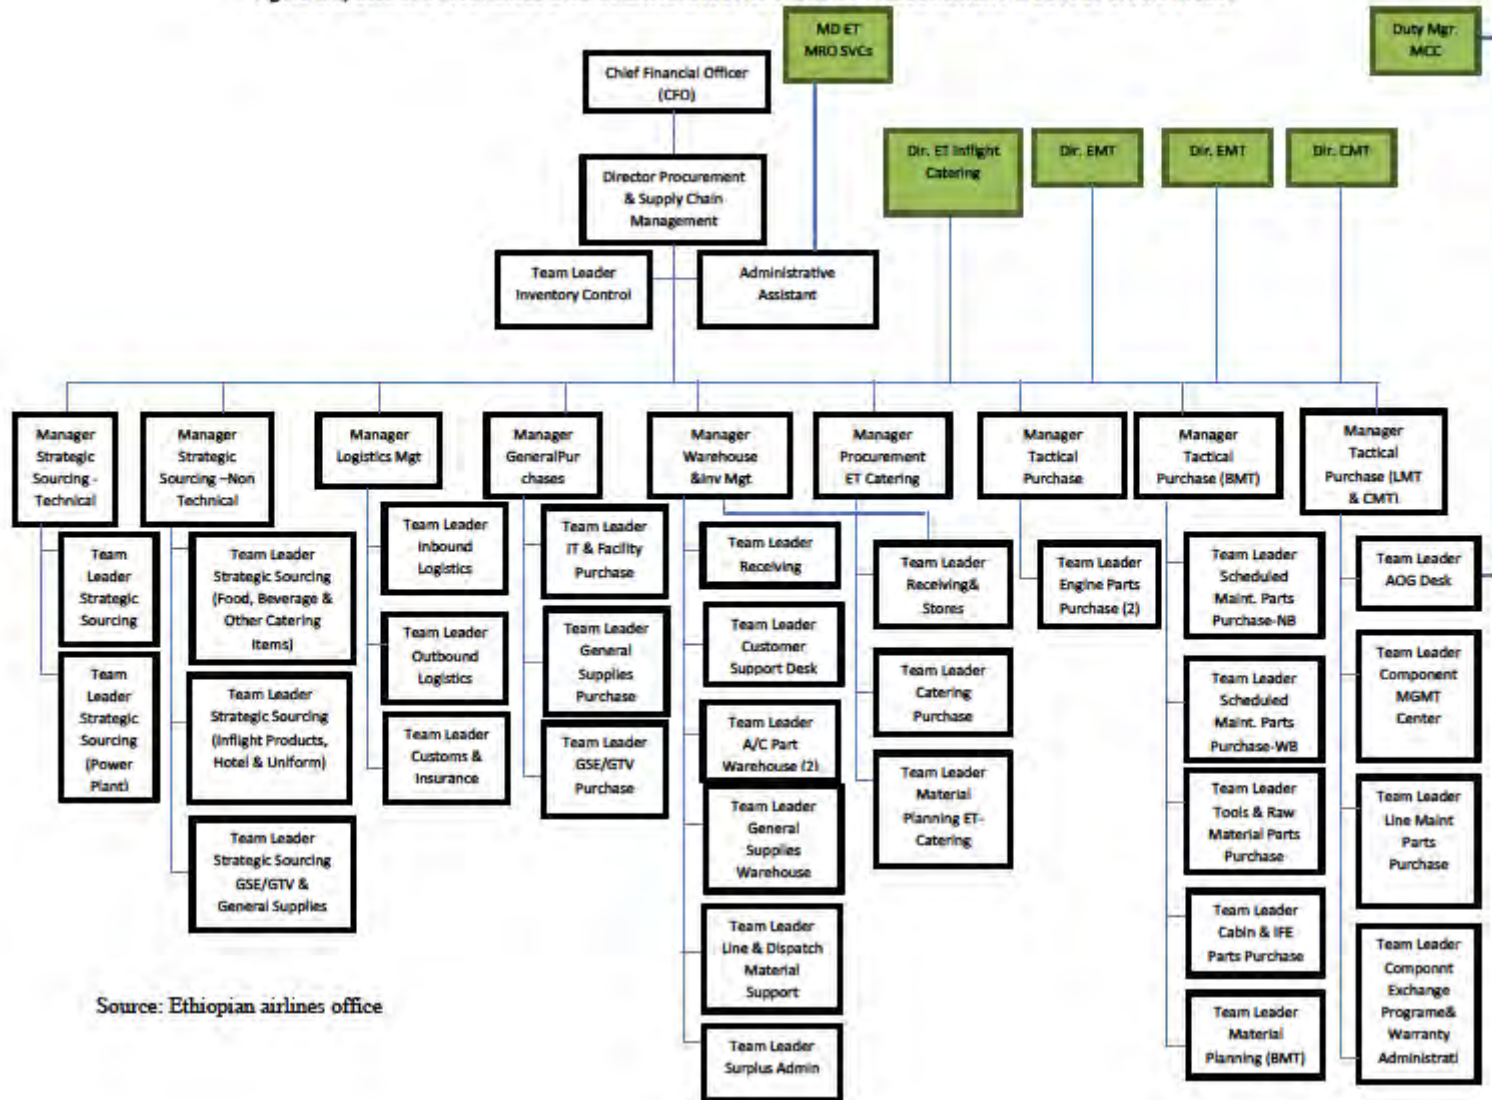 MD ET
MRO SVCs
Duty Mgr.
MCC
Chief Financial Officer
(CFO)
Dir. ET Inflight
Catering
Dir. EMT
Dir. EMT
Dir. CMT
Director Procurement
& Supply Chain
Management
Team Leader
Inventory Control
Administrative
Assistant
Manager
Strategic
Sourcing -
Technical
Manager
Strategic
Sourcing –Non
Technical
Manager
Logistics Mgt
Manager
GeneralPur
chases
Manager
Warehouse
&Inv Mgt
Manager
Procurement
ET Catering
Manager
Tactical
Purchase
Manager
Tactical
Purchase (BMT)
Manager
Tactical
Purchase (LMT
& CMT)
Team
Leader
Strategic
Sourcing
Team
Leader
Strategic
Sourcing
(Power
Plant)
Team Leader
Strategic Sourcing
(Food, Beverage &
Other Catering
Items)
Team Leader
Strategic Sourcing
(Inflight Products,
Hotel & Uniform)
Team Leader
Strategic Sourcing
GSE/GTV &
General Supplies
Team Leader
Inbound
Logistics
Team Leader
Outbound
Logistics
Team Leader
Customs &
Insurance
Team Leader
IT & Facility
Purchase
Team Leader
General
Supplies
Purchase
Team Leader
GSE/GTV
Purchase
Team Leader
Receiving
Team Leader
Customer
Support Desk
Team Leader
A/C Part
Warehouse (2)
Team Leader
General
Supplies
Warehouse
Team Leader
Line & Dispatch
Material
Support
Team Leader
Surplus Admin
Team Leader
Receiving&
Stores
Team Leader
Catering
Purchase
Team Leader
Material
Planning ET-
Catering
Team Leader
Engine Parts
Purchase (2)
Team Leader
Scheduled
Maint. Parts
Purchase-NB
Team Leader
Scheduled
Maint. Parts
Purchase-WB
Team Leader
Tools & Raw
Material Parts
Purchase
Team Leader
Cabin & IFE
Parts Purchase
Team Leader
Material
Planning (BMT)
Team Leader
AOG Desk
Team Leader
Component
MGMT
Center
Team Leader
Line Maint
Parts
Purchase
Team Leader
Componnt
Exchange
Programe&
Warranty
Administrati
Source: Ethiopian airlines office